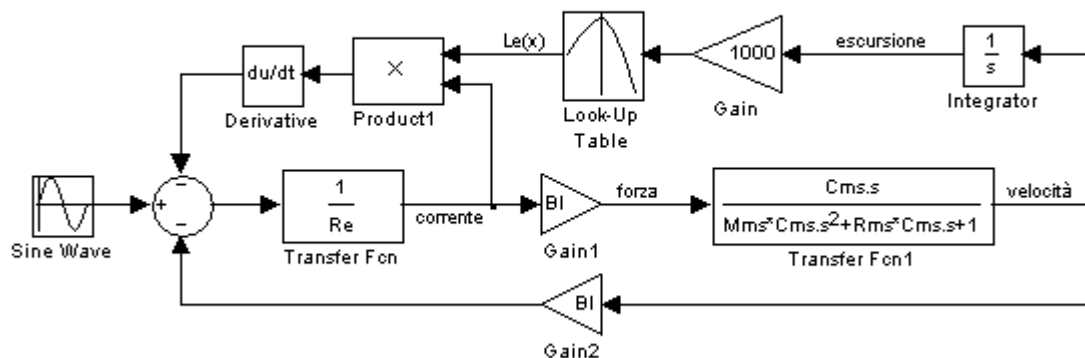 Le(x)
1000
escursione
1
s
du/dt
×
Gain
Integrator
Derivative
Product1
Look-Up
Table
Sine Wave
+
−
−
1
Re
corrente
Transfer Fcn
Bl
forza
Gain1
Cms.s
Mms*Cms.s²+Rms*Cms.s+1
velocità
Transfer Fcn1
Bl
Gain2